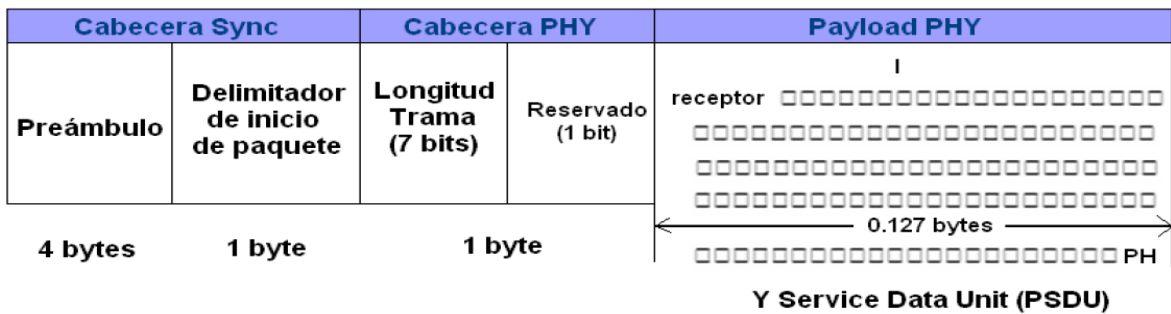 Cabecera Sync
Cabecera PHY
Payload PHY
Preámbulo
Delimitador
de inicio
de paquete
Longitud
Trama
(7 bits)
Reservado
(1 bit)
I
receptor □□□□□□□□□□□□□□□□□□□□
□□□□□□□□□□□□□□□□□□□□□□□□
□□□□□□□□□□□□□□□□□□□□□□□□
□□□□□□□□□□□□□□□□□□□□□□□□
0.127 bytes
□□□□□□□□□□□□□□□□□□□□□□ PH
Y Service Data Unit (PSDU)
4 bytes
1 byte
1 byte